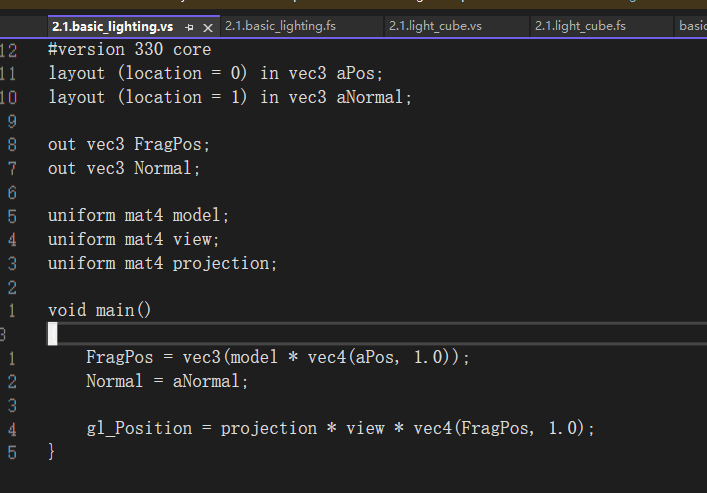 2.1.basic_lighting.vs 2.1.basic_lighting.fs 2.1.light_cube.vs 2.1.light_cube.fs basic
12 #version 330 core
11 layout (location = 0) in vec3 aPos;
10 layout (location = 1) in vec3 aNormal;
9
8 out vec3 FragPos;
7 out vec3 Normal;
6
5 uniform mat4 model;
4 uniform mat4 view;
3 uniform mat4 projection;
2
1 void main()
3
1 FragPos = vec3(model * vec4(aPos, 1.0));
2 Normal = aNormal;
3
4 gl_Position = projection * view * vec4(FragPos, 1.0);
5 }